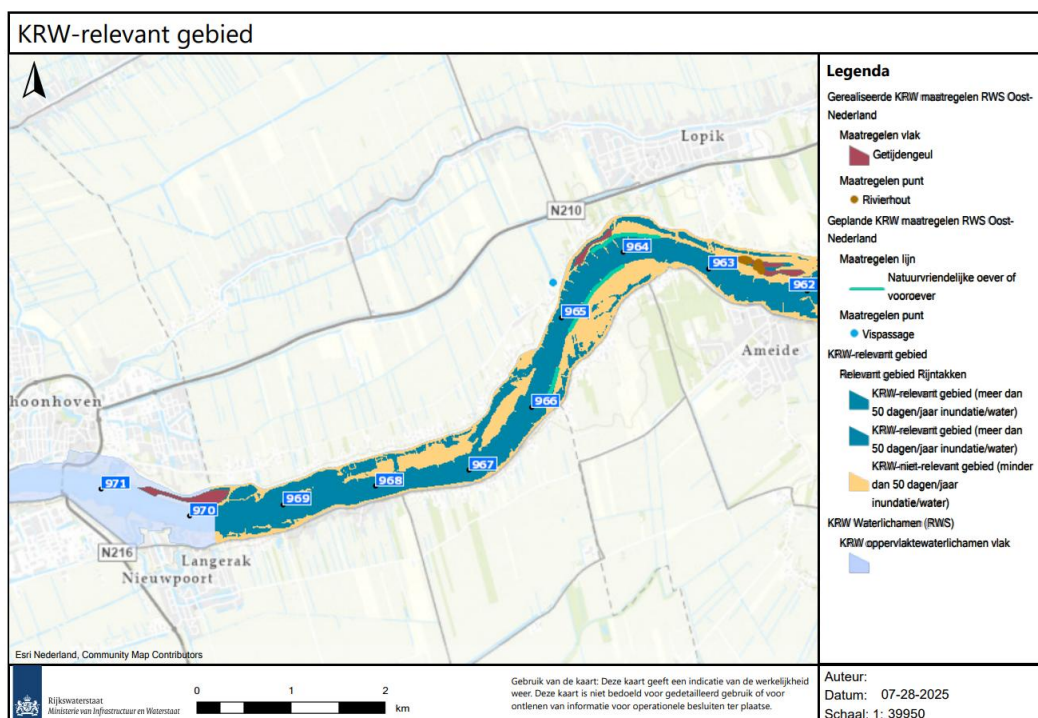 KRW-relevant gebied
Lopik
N210
964
963
962
965
Ameide
966
hoonhoven
967
971
968
969
970
N216
Langerak
Nieuwpoort
Esri Nederland, Community Map Contributors
Legenda
Gerealiseerde KRW maatregelen RWS Oost-
Nederland
Maatregelen vlak
Getijdengeul
Maatregelen punt
Rivierhout
Geplande KRW maatregelen RWS Oost-
Nederland
Maatregelen lijn
Natuurvriendelijke oever of
vooroever
Maatregelen punt
Vispassage
KRW-relevant gebied
Relevant gebied Rijntakken
KRW-relevant gebied (meer dan
50 dagen/jaar inundatie/water)
KRW-relevant gebied (meer dan
50 dagen/jaar inundatie/water)
KRW-niet-relevant gebied (minder
dan 50 dagen/jaar
inundatie/water)
KRW Waterlichamen (RWS)
KRW oppervlaktewaterlichamen vlak
Rijkswaterstaat
Ministerie van Infrastructuur en Waterstaat
0 1 2
km
Gebruik van de kaart: Deze kaart geeft een indicatie van de werkelijkheid
weer. Deze kaart is niet bedoeld voor gedetailleerd gebruik of voor
ontlenen van informatie voor operationele besluiten ter plaatse.
Auteur:
Datum: 07-28-2025
Schaal: 1: 39950